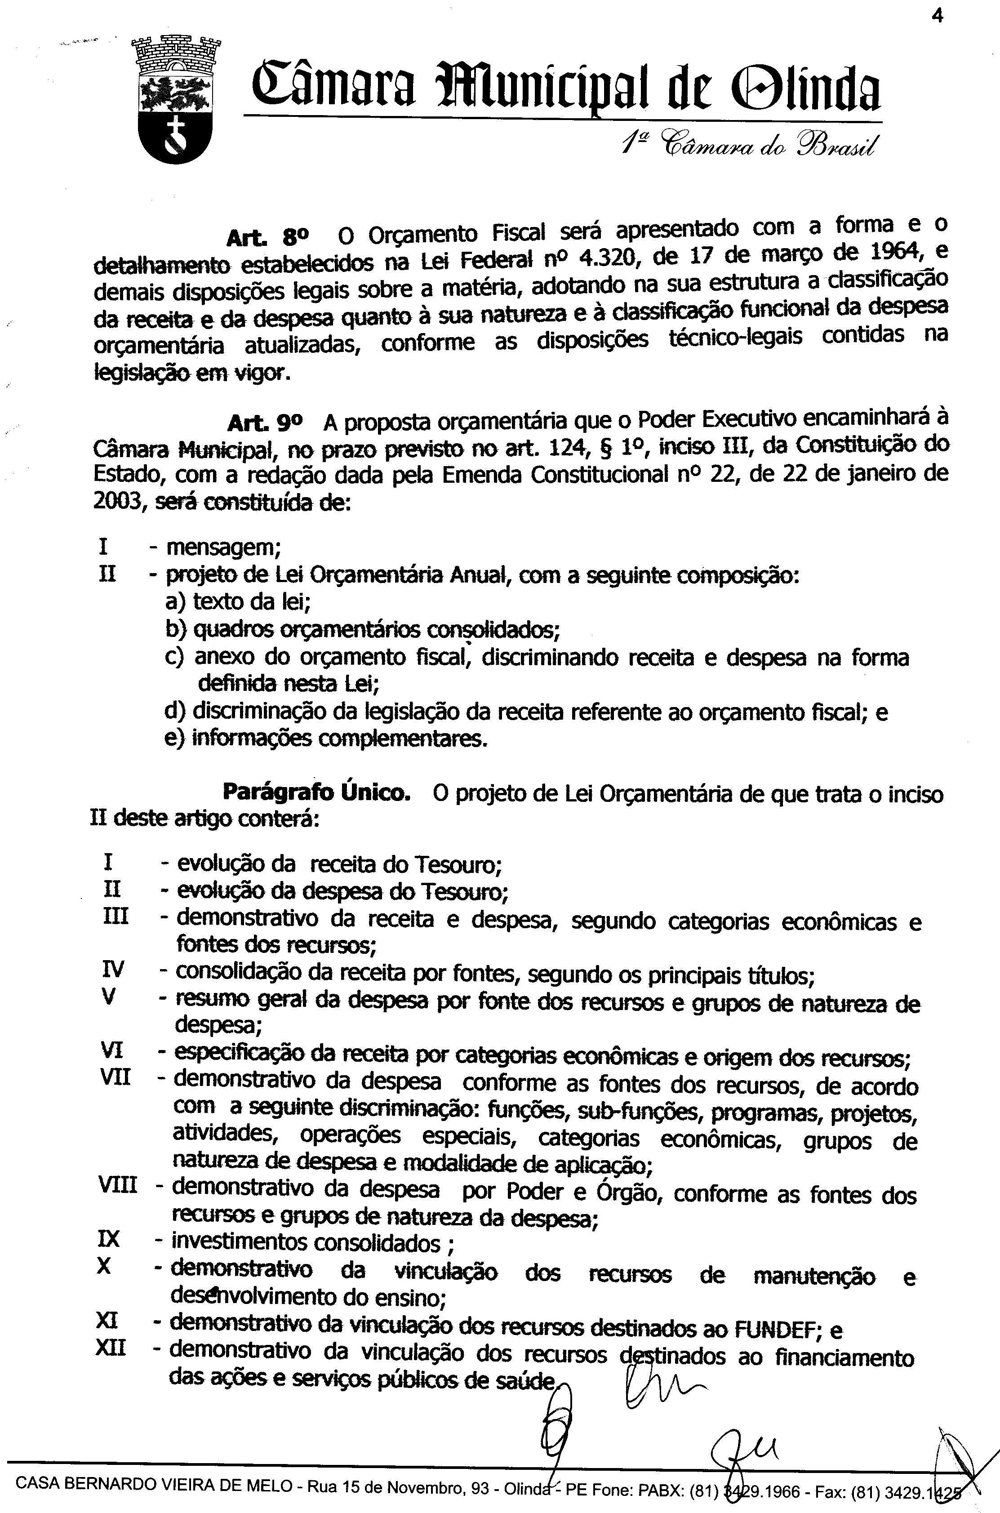 4
Câmara Municipal de Olinda
1ª Câmara do Brasil
Art. 8º O Orçamento Fiscal será apresentado com a forma e o
detalhamento estabelecidos na Lei Federal nº 4.320, de 17 de março de 1964, e
demais disposições legais sobre a matéria, adotando na sua estrutura a classificação
da receita e da despesa quanto à sua natureza e à classificação funcional da despesa
orçamentária atualizadas, conforme as disposições técnico-legais contidas na
legislação em vigor.
Art. 9º A proposta orçamentária que o Poder Executivo encaminhará à
Câmara Municipal, no prazo previsto no art. 124, § 1º, inciso III, da Constituição do
Estado, com a redação dada pela Emenda Constitucional nº 22, de 22 de janeiro de
2003, será constituída de:
I - mensagem;
II - projeto de Lei Orçamentária Anual, com a seguinte composição:
a) texto da lei;
b) quadros orçamentários consolidados;
c) anexo do orçamento fiscal, discriminando receita e despesa na forma
definida nesta Lei;
d) discriminação da legislação da receita referente ao orçamento fiscal; e
e) informações complementares.
Parágrafo Único. O projeto de Lei Orçamentária de que trata o inciso
II deste artigo conterá:
I - evolução da receita do Tesouro;
II - evolução da despesa do Tesouro;
III - demonstrativo da receita e despesa, segundo categorias econômicas e
fontes dos recursos;
IV - consolidação da receita por fontes, segundo os principais títulos;
V - resumo geral da despesa por fonte dos recursos e grupos de natureza de
despesa;
VI - especificação da receita por categorias econômicas e origem dos recursos;
VII - demonstrativo da despesa conforme as fontes dos recursos, de acordo
com a seguinte discriminação: funções, sub-funções, programas, projetos,
atividades, operações especiais, categorias econômicas, grupos de
natureza de despesa e modalidade de aplicação;
VIII - demonstrativo da despesa por Poder e Órgão, conforme as fontes dos
recursos e grupos de natureza da despesa;
IX - investimentos consolidados ;
X - demonstrativo da vinculação dos recursos de manutenção e
desenvolvimento do ensino;
XI - demonstrativo da vinculação dos recursos destinados ao FUNDEF; e
XII - demonstrativo da vinculação dos recursos destinados ao financiamento
das ações e serviços públicos de saúde.
CASA BERNARDO VIEIRA DE MELO - Rua 15 de Novembro, 93 - Olinda - PE Fone: PABX: (81) 3429.1966 - Fax: (81) 3429.1425